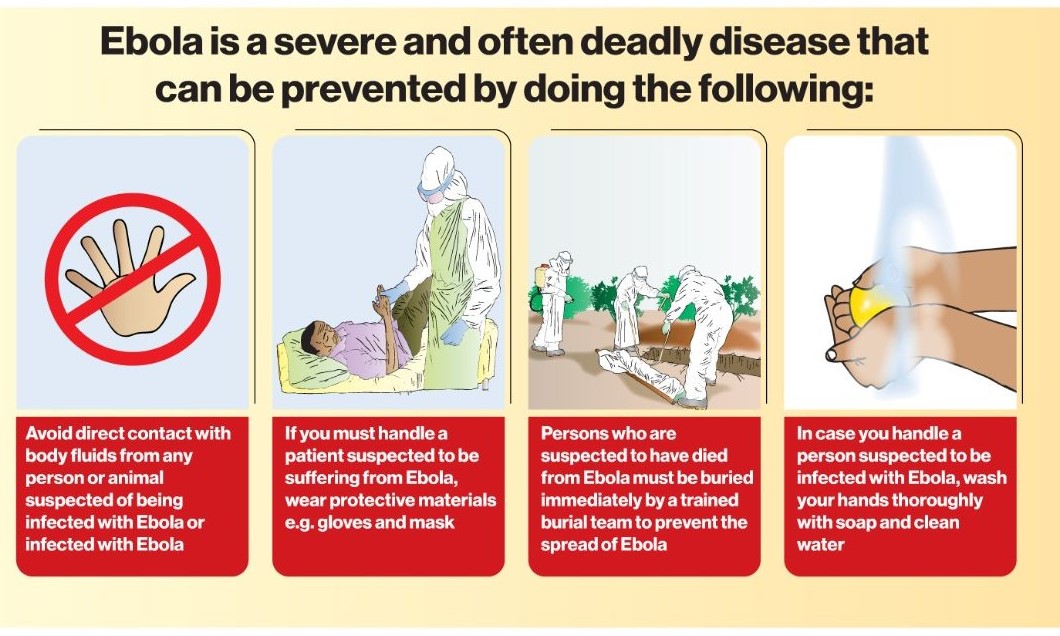 Ebola is a severe and often deadly disease that
can be prevented by doing the following:
Avoid direct contact with
body fluids from any
person or animal
suspected of being
infected with Ebola or
infected with Ebola
If you must handle a
patient suspected to be
suffering from Ebola,
wear protective materials
e.g. gloves and mask
Persons who are
suspected to have died
from Ebola must be buried
immediately by a trained
burial team to prevent the
spread of Ebola
In case you handle a
person suspected to be
infected with Ebola, wash
your hands thoroughly
with soap and clean
water